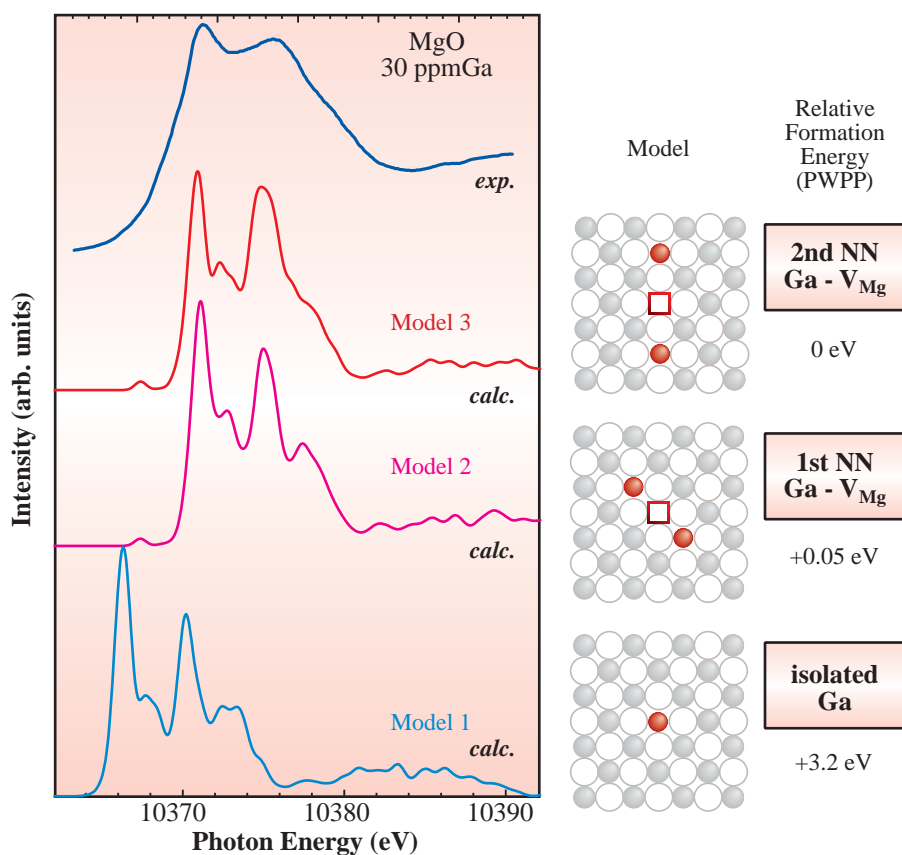 MgO
30 ppmGa
exp.
Model 3
calc.
Model 2
calc.
Model 1
calc.
Intensity (arb. units)
10370
10380
10390
Photon Energy (eV)
Model
Relative
Formation
Energy
(PWPP)
2nd NN
Ga - VMg
0 eV
1st NN
Ga - VMg
+0.05 eV
isolated
Ga
+3.2 eV